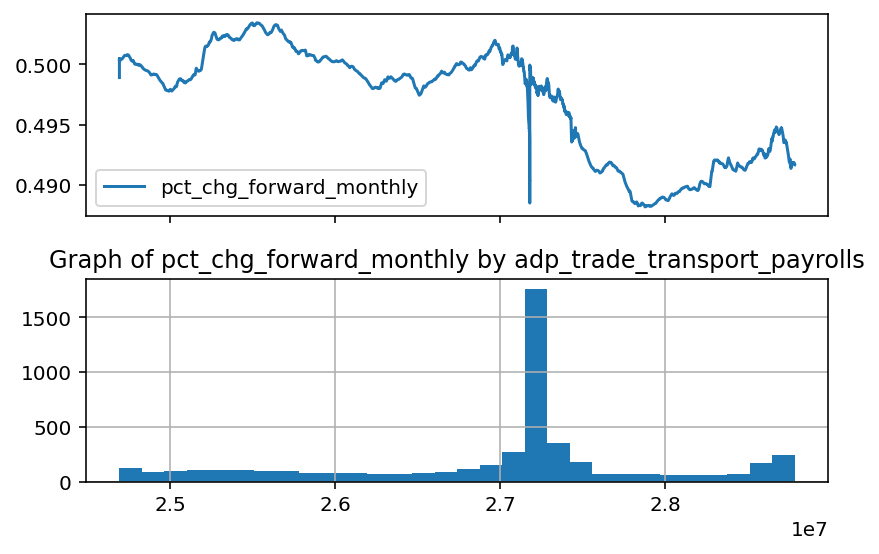 0.500
0.495
0.490
pct_chg_forward_monthly
Graph of pct_chg_forward_monthly by adp_trade_transport_payrolls
1500
1000
500
0
2.5 2.6 2.7 2.8
1e7